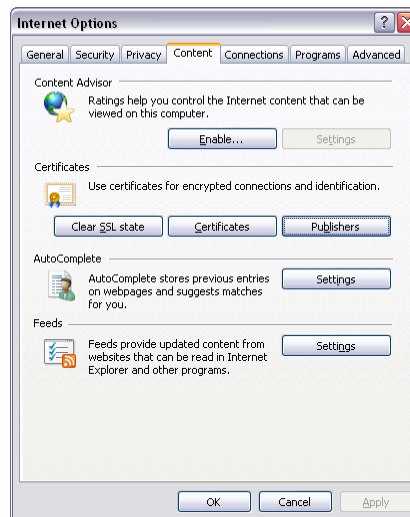 Internet Options
?
General Security Privacy Content Connections Programs Advanced
Content Advisor
Ratings help you control the Internet content that can be
viewed on this computer.
Enable... Settings
Certificates
Use certificates for encrypted connections and identification.
Clear SSL state Certificates Publishers
AutoComplete
AutoComplete stores previous entries
on webpages and suggests matches
for you.
Settings
Feeds
Feeds provide updated content from
websites that can be read in Internet
Explorer and other programs.
Settings
OK Cancel Apply